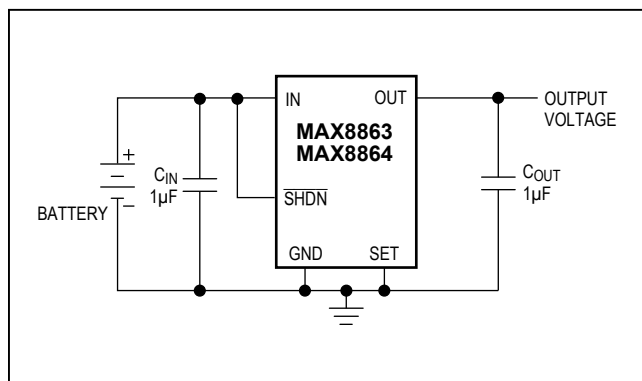 IN
OUT
OUTPUT
VOLTAGE
MAX8863
MAX8864
+
CIN
1µF
COUT
1µF
SHDN
BATTERY
−
GND
SET